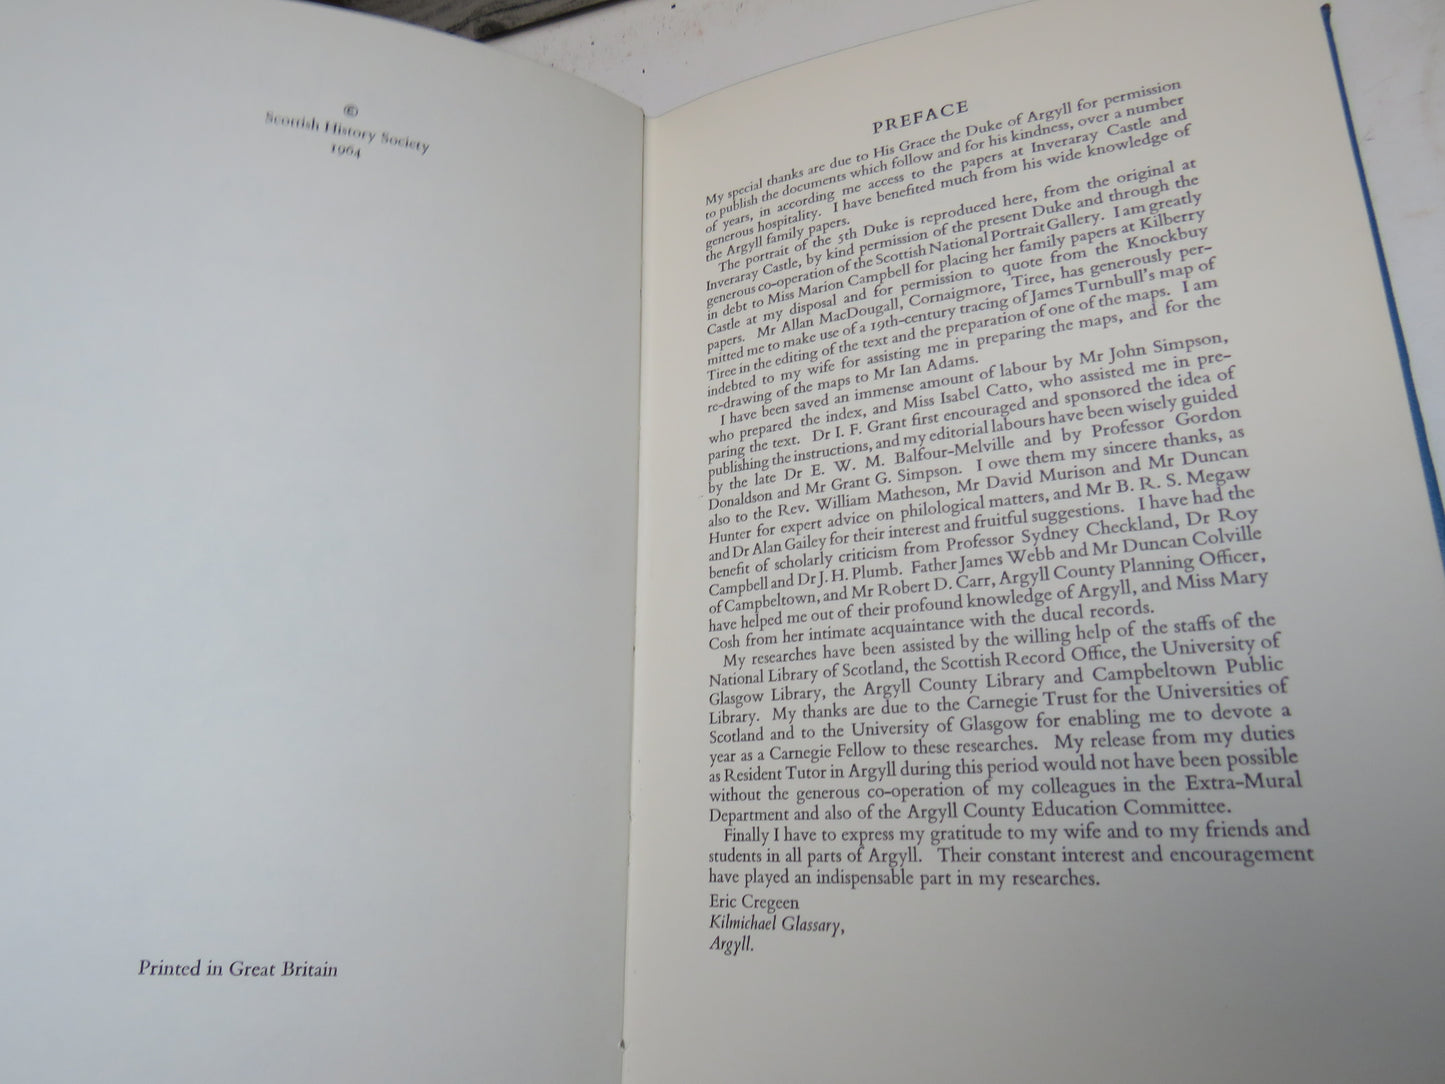 ©
Scottish History Society
1964
Printed in Great Britain
PREFACE
My special thanks are due to His Grace the Duke of Argyll for permission
to publish the documents which follow and for his kindness, over a number
of years, in according me access to the papers at Inveraray Castle and
generous hospitality. I have benefited much from his wide knowledge of
the Argyll family papers.
The portrait of the 5th Duke is reproduced here, from the original at
Inveraray Castle, by kind permission of the present Duke and through the
generous co-operation of the Scottish National Portrait Gallery. I am greatly
in debt to Miss Marion Campbell for placing her family papers at Kilberry
Castle at my disposal and for permission to quote from the Knockbuy
papers. Mr Allan MacDougall, Cornaigmore, Tiree, has generously per-
mitted me to make use of a 19th-century tracing of James Turnbull's map of
Tiree in the editing of the text and the preparation of one of the maps. I am
indebted to my wife for assisting me in preparing the maps, and for the
re-drawing of the maps to Mr Ian Adams.
I have been saved an immense amount of labour by Mr John Simpson,
who prepared the index, and Miss Isabel Catto, who assisted me in pre-
paring the text. Dr I. F. Grant first encouraged and sponsored the idea of
publishing the instructions, and my editorial labours have been wisely guided
by the late Dr E. W. M. Balfour-Melville and by Professor Gordon
Donaldson and Mr Grant G. Simpson. I owe them my sincere thanks, as
also to the Rev. William Matheson, Mr David Murison and Mr Duncan
Hunter for expert advice on philological matters, and Mr B. R. S. Megaw
and Dr Alan Gailey for their interest and fruitful suggestions. I have had the
benefit of scholarly criticism from Professor Sydney Checkland, Dr Roy
Campbell and Dr J. H. Plumb. Father James Webb and Mr Duncan Colville
of Campbeltown, and Mr Robert D. Carr, Argyll County Planning Officer,
have helped me out of their profound knowledge of Argyll, and Miss Mary
Cosh from her intimate acquaintance with the ducal records.
My researches have been assisted by the willing help of the staffs of the
National Library of Scotland, the Scottish Record Office, the University of
Glasgow Library, the Argyll County Library and Campbeltown Public
Library. My thanks are due to the Carnegie Trust for the Universities of
Scotland and to the University of Glasgow for enabling me to devote a
year as a Carnegie Fellow to these researches. My release from my duties
as Resident Tutor in Argyll during this period would not have been possible
without the generous co-operation of my colleagues in the Extra-Mural
Department and also of the Argyll County Education Committee.
Finally I have to express my gratitude to my wife and to my friends and
students in all parts of Argyll. Their constant interest and encouragement
have played an indispensable part in my researches.
Eric Cregeen
Kilmichael Glassary,
Argyll.